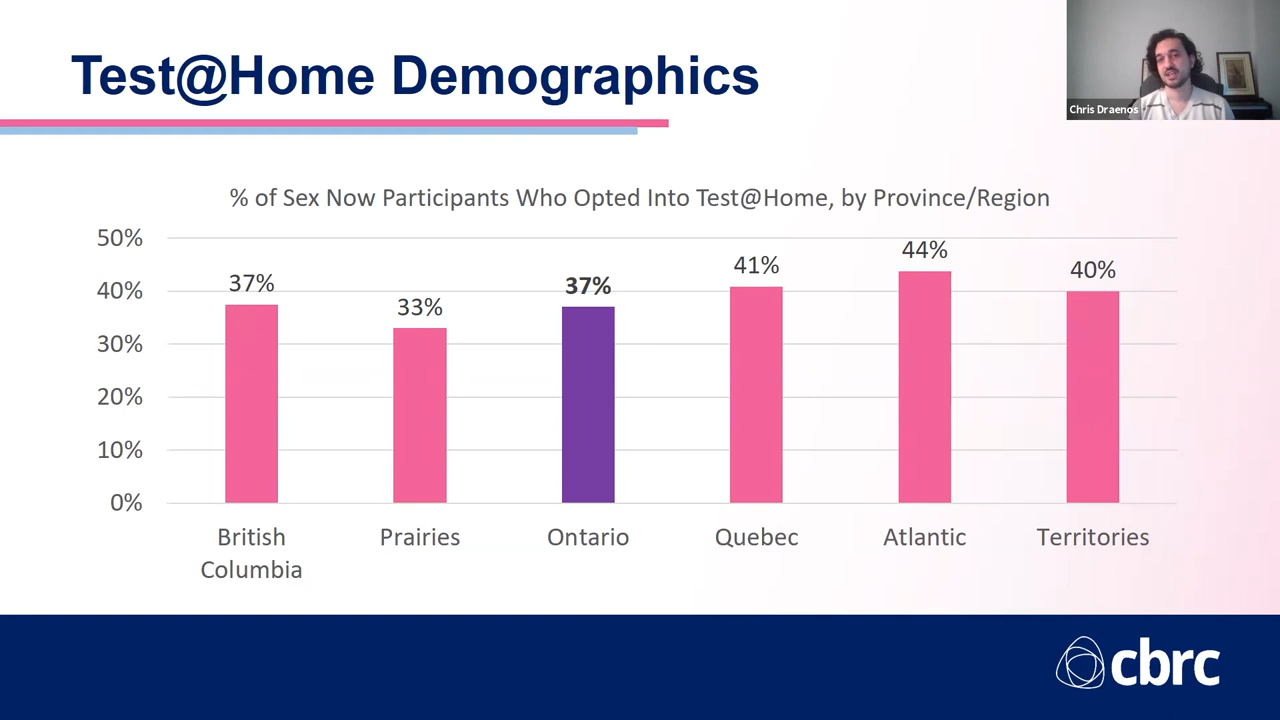 Test@Home Demographics
Chris Draenos
% of Sex Now Participants Who Opted Into Test@Home, by Province/Region
50%
40%
30%
20%
10%
0%
37%
33%
37%
41%
44%
40%
British Columbia
Prairies
Ontario
Quebec
Atlantic
Territories
cbrc